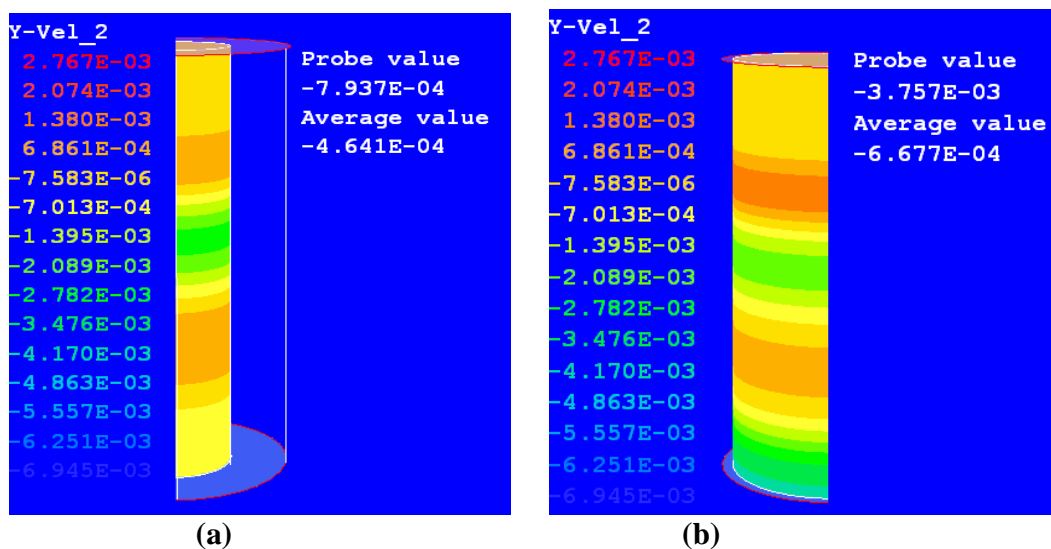 Y-Vel_2
2.767E-03
2.074E-03
1.380E-03
6.861E-04
-7.583E-06
-7.013E-04
-1.395E-03
-2.089E-03
-2.782E-03
-3.476E-03
-4.170E-03
-4.863E-03
-5.557E-03
-6.251E-03
-6.945E-03
Probe value
-7.937E-04
Average value
-4.641E-04
(a)
Y-Vel_2
2.767E-03
2.074E-03
1.380E-03
6.861E-04
-7.583E-06
-7.013E-04
-1.395E-03
-2.089E-03
-2.782E-03
-3.476E-03
-4.170E-03
-4.863E-03
-5.557E-03
-6.251E-03
-6.945E-03
Probe value
-3.757E-03
Average value
-6.677E-04
(b)